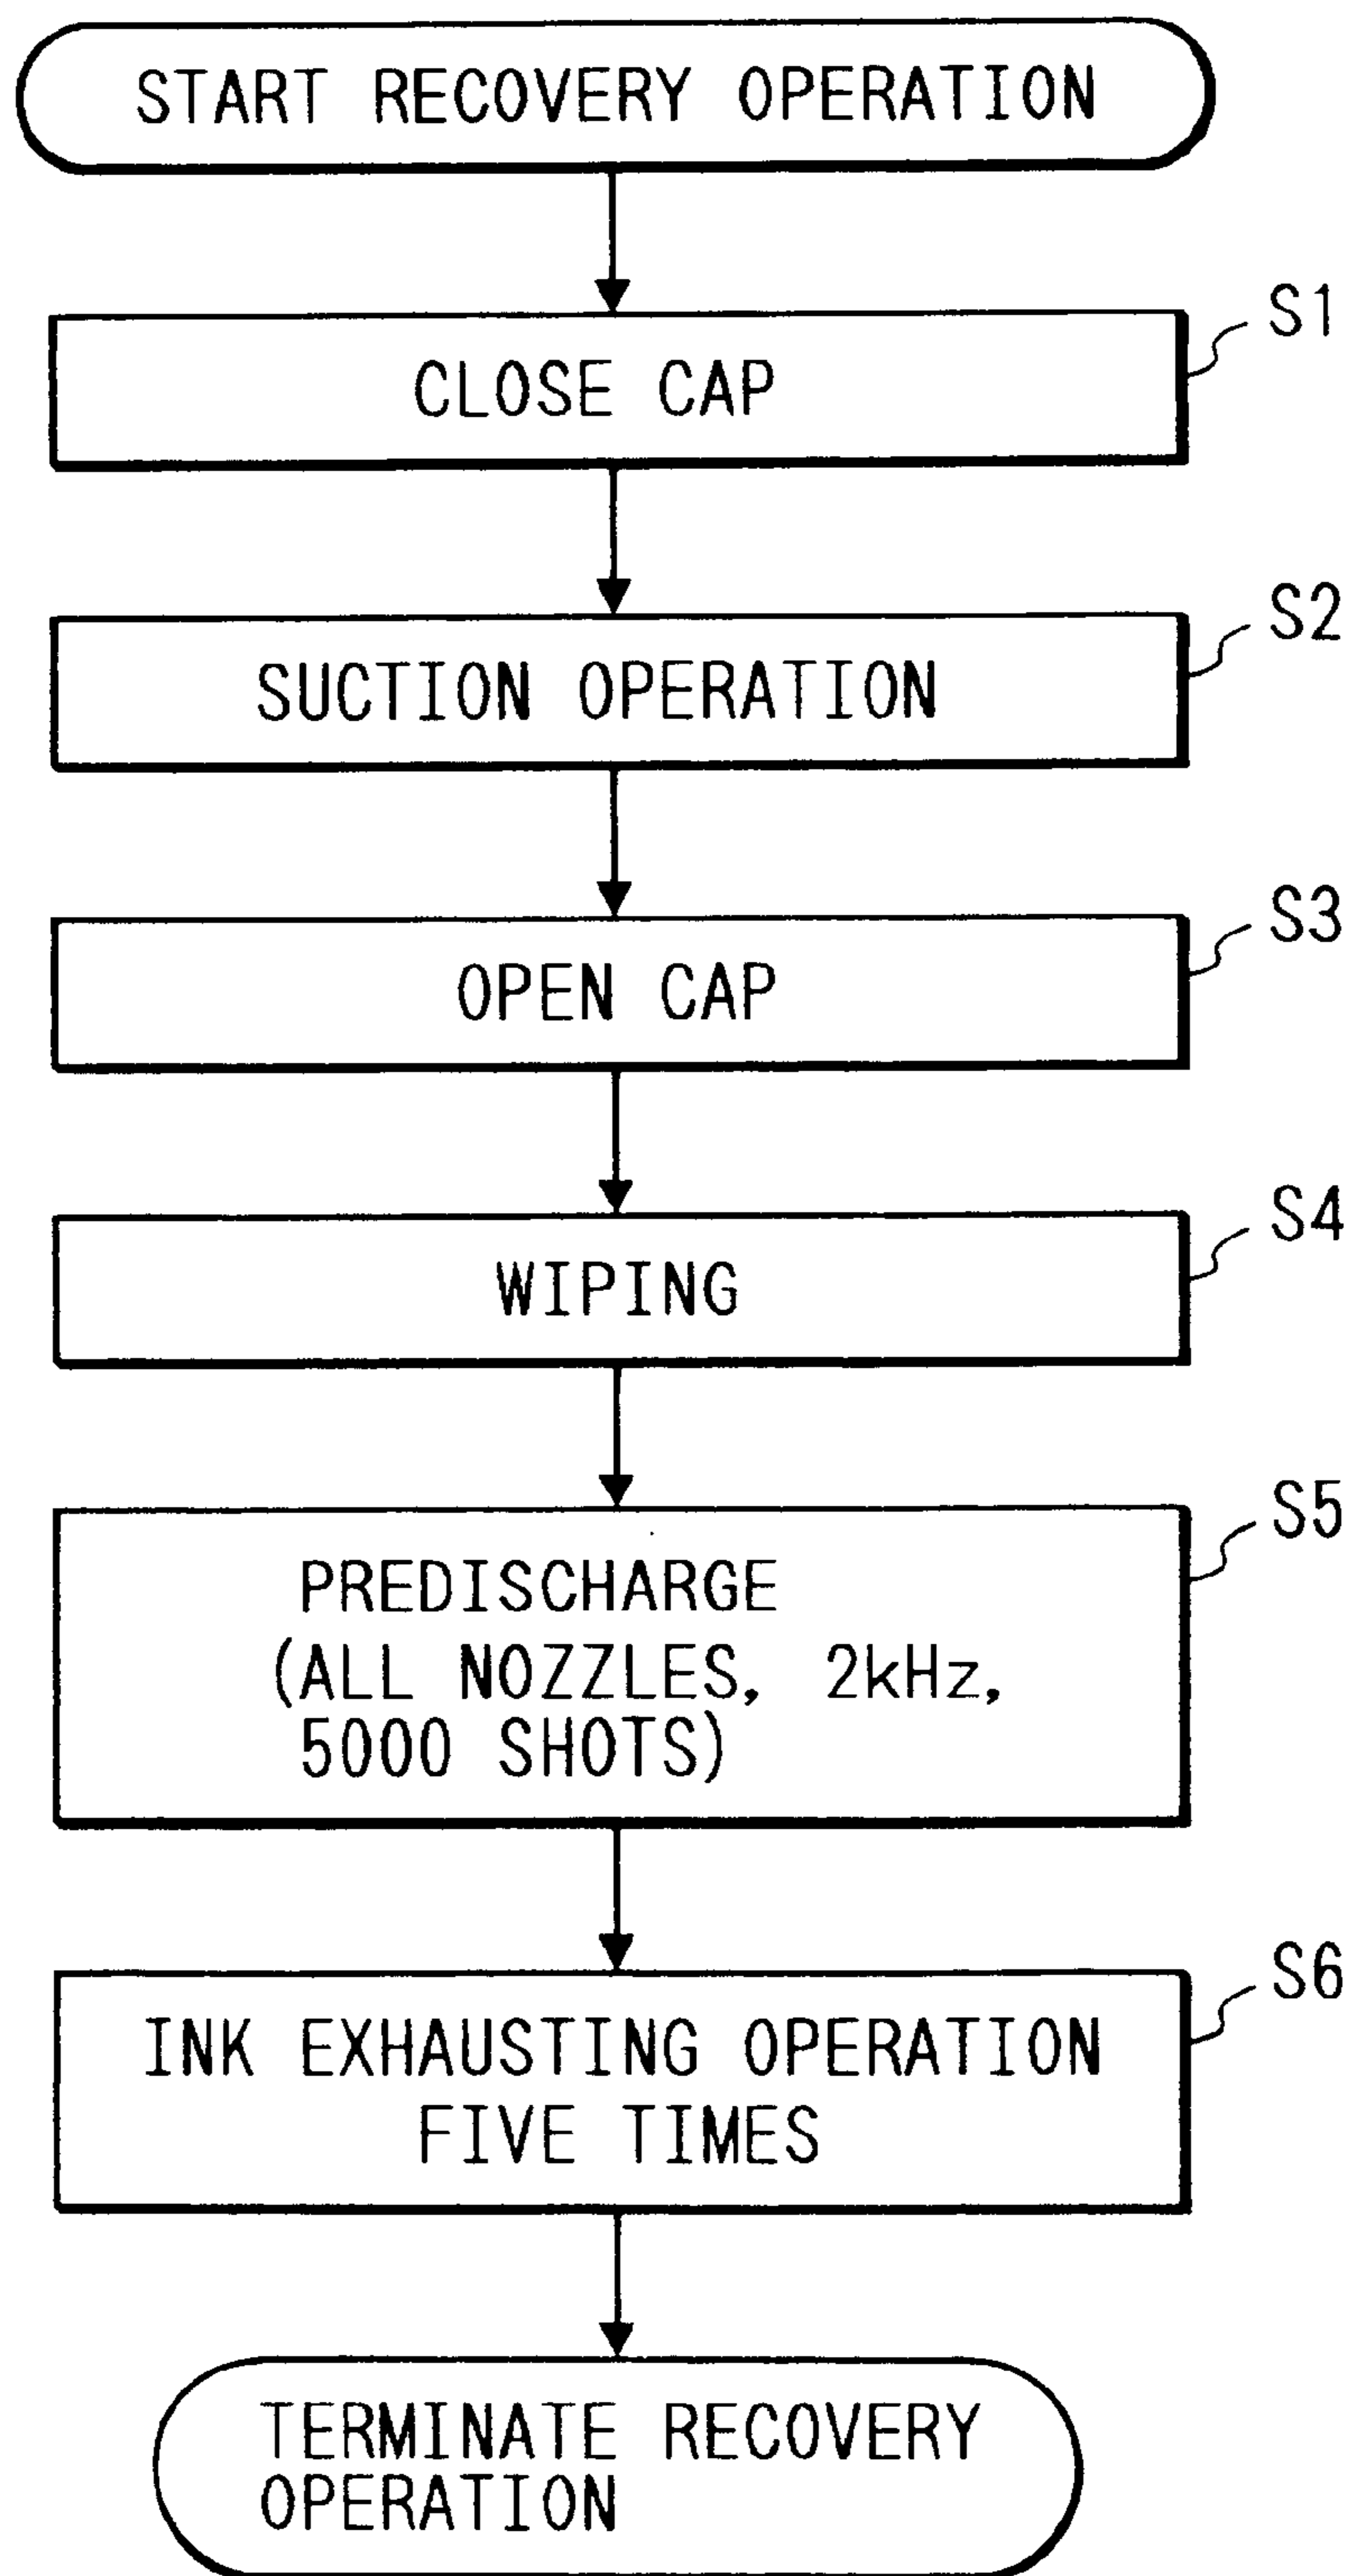 START RECOVERY OPERATION
S1
CLOSE CAP
S2
SUCTION OPERATION
S3
OPEN CAP
S4
WIPING
S5
PREDISCHARGE
(ALL NOZZLES, 2kHz,
5000 SHOTS)
S6
INK EXHAUSTING OPERATION
FIVE TIMES
TERMINATE RECOVERY
OPERATION